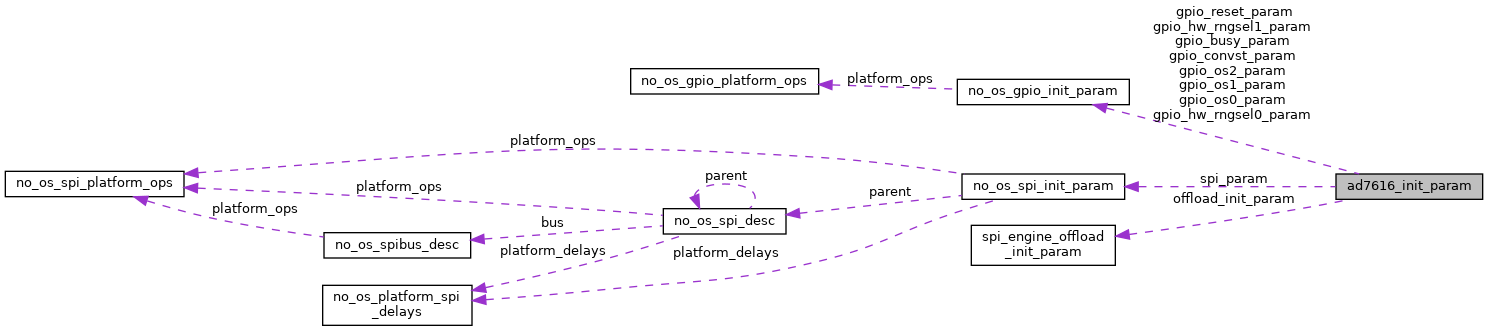 gpio_reset_param
gpio_hw_rngsel1_param
gpio_busy_param
gpio_convst_param
gpio_os2_param
gpio_os1_param
gpio_os0_param
gpio_hw_rngsel0_param
no_os_gpio_platform_ops
platform_ops
no_os_gpio_init_param
platform_ops
no_os_spi_platform_ops
platform_ops
parent
no_os_spi_init_param
spi_param
ad7616_init_param
platform_ops
parent
offload_init_param
no_os_spi_desc
bus
no_os_spibus_desc
platform_delays
platform_delays
spi_engine_offload
_init_param
no_os_platform_spi
_delays